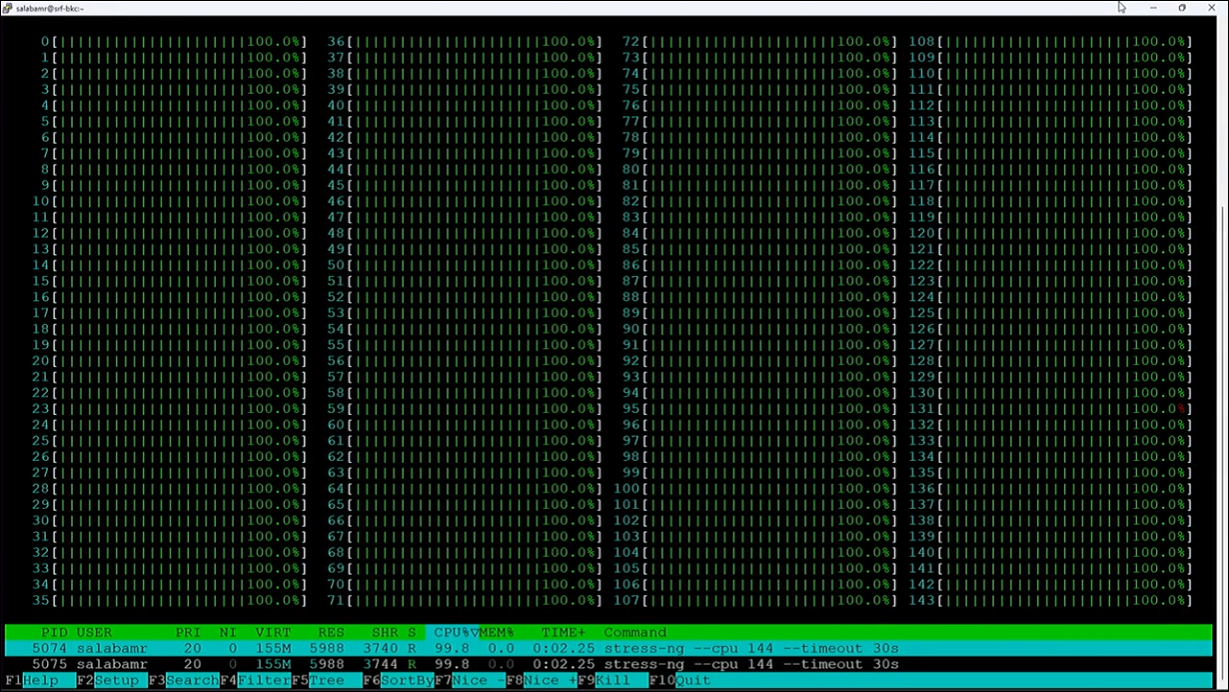 salabamr@srf-bkc:~
0[||||||||||||||||||||100.0%] 36[||||||||||||||||||||100.0%] 72[||||||||||||||||||||100.0%] 108[||||||||||||||||||||100.0%]
1[||||||||||||||||||||100.0%] 37[||||||||||||||||||||100.0%] 73[||||||||||||||||||||100.0%] 109[||||||||||||||||||||100.0%]
2[||||||||||||||||||||100.0%] 38[||||||||||||||||||||100.0%] 74[||||||||||||||||||||100.0%] 110[||||||||||||||||||||100.0%]
3[||||||||||||||||||||100.0%] 39[||||||||||||||||||||100.0%] 75[||||||||||||||||||||100.0%] 111[||||||||||||||||||||100.0%]
4[||||||||||||||||||||100.0%] 40[||||||||||||||||||||100.0%] 76[||||||||||||||||||||100.0%] 112[||||||||||||||||||||100.0%]
5[||||||||||||||||||||100.0%] 41[||||||||||||||||||||100.0%] 77[||||||||||||||||||||100.0%] 113[||||||||||||||||||||100.0%]
6[||||||||||||||||||||100.0%] 42[||||||||||||||||||||100.0%] 78[||||||||||||||||||||100.0%] 114[||||||||||||||||||||100.0%]
7[||||||||||||||||||||100.0%] 43[||||||||||||||||||||100.0%] 79[||||||||||||||||||||100.0%] 115[||||||||||||||||||||100.0%]
8[||||||||||||||||||||100.0%] 44[||||||||||||||||||||100.0%] 80[||||||||||||||||||||100.0%] 116[||||||||||||||||||||100.0%]
9[||||||||||||||||||||100.0%] 45[||||||||||||||||||||100.0%] 81[||||||||||||||||||||100.0%] 117[||||||||||||||||||||100.0%]
10[||||||||||||||||||||100.0%] 46[||||||||||||||||||||100.0%] 82[||||||||||||||||||||100.0%] 118[||||||||||||||||||||100.0%]
11[||||||||||||||||||||100.0%] 47[||||||||||||||||||||100.0%] 83[||||||||||||||||||||100.0%] 119[||||||||||||||||||||100.0%]
12[||||||||||||||||||||100.0%] 48[||||||||||||||||||||100.0%] 84[||||||||||||||||||||100.0%] 120[||||||||||||||||||||100.0%]
13[||||||||||||||||||||100.0%] 49[||||||||||||||||||||100.0%] 85[||||||||||||||||||||100.0%] 121[||||||||||||||||||||100.0%]
14[||||||||||||||||||||100.0%] 50[||||||||||||||||||||100.0%] 86[||||||||||||||||||||100.0%] 122[||||||||||||||||||||100.0%]
15[||||||||||||||||||||100.0%] 51[||||||||||||||||||||100.0%] 87[||||||||||||||||||||100.0%] 123[||||||||||||||||||||100.0%]
16[||||||||||||||||||||100.0%] 52[||||||||||||||||||||100.0%] 88[||||||||||||||||||||100.0%] 124[||||||||||||||||||||100.0%]
17[||||||||||||||||||||100.0%] 53[||||||||||||||||||||100.0%] 89[||||||||||||||||||||100.0%] 125[||||||||||||||||||||100.0%]
18[||||||||||||||||||||100.0%] 54[||||||||||||||||||||100.0%] 90[||||||||||||||||||||100.0%] 126[||||||||||||||||||||100.0%]
19[||||||||||||||||||||100.0%] 55[||||||||||||||||||||100.0%] 91[||||||||||||||||||||100.0%] 127[||||||||||||||||||||100.0%]
20[||||||||||||||||||||100.0%] 56[||||||||||||||||||||100.0%] 92[||||||||||||||||||||100.0%] 128[||||||||||||||||||||100.0%]
21[||||||||||||||||||||100.0%] 57[||||||||||||||||||||100.0%] 93[||||||||||||||||||||100.0%] 129[||||||||||||||||||||100.0%]
22[||||||||||||||||||||100.0%] 58[||||||||||||||||||||100.0%] 94[||||||||||||||||||||100.0%] 130[||||||||||||||||||||100.0%]
23[||||||||||||||||||||100.0%] 59[||||||||||||||||||||100.0%] 95[||||||||||||||||||||100.0%] 131[||||||||||||||||||||100.0%]
24[||||||||||||||||||||100.0%] 60[||||||||||||||||||||100.0%] 96[||||||||||||||||||||100.0%] 132[||||||||||||||||||||100.0%]
25[||||||||||||||||||||100.0%] 61[||||||||||||||||||||100.0%] 97[||||||||||||||||||||100.0%] 133[||||||||||||||||||||100.0%]
26[||||||||||||||||||||100.0%] 62[||||||||||||||||||||100.0%] 98[||||||||||||||||||||100.0%] 134[||||||||||||||||||||100.0%]
27[||||||||||||||||||||100.0%] 63[||||||||||||||||||||100.0%] 99[||||||||||||||||||||100.0%] 135[||||||||||||||||||||100.0%]
28[||||||||||||||||||||100.0%] 64[||||||||||||||||||||100.0%] 100[||||||||||||||||||||100.0%] 136[||||||||||||||||||||100.0%]
29[||||||||||||||||||||100.0%] 65[||||||||||||||||||||100.0%] 101[||||||||||||||||||||100.0%] 137[||||||||||||||||||||100.0%]
30[||||||||||||||||||||100.0%] 66[||||||||||||||||||||100.0%] 102[||||||||||||||||||||100.0%] 138[||||||||||||||||||||100.0%]
31[||||||||||||||||||||100.0%] 67[||||||||||||||||||||100.0%] 103[||||||||||||||||||||100.0%] 139[||||||||||||||||||||100.0%]
32[||||||||||||||||||||100.0%] 68[||||||||||||||||||||100.0%] 104[||||||||||||||||||||100.0%] 140[||||||||||||||||||||100.0%]
33[||||||||||||||||||||100.0%] 69[||||||||||||||||||||100.0%] 105[||||||||||||||||||||100.0%] 141[||||||||||||||||||||100.0%]
34[||||||||||||||||||||100.0%] 70[||||||||||||||||||||100.0%] 106[||||||||||||||||||||100.0%] 142[||||||||||||||||||||100.0%]
35[||||||||||||||||||||100.0%] 71[||||||||||||||||||||100.0%] 107[||||||||||||||||||||100.0%] 143[||||||||||||||||||||100.0%]
PID USER PRI NI VIRT RES SHR S CPU%▽MEM% TIME+ Command
5074 salabamr 20 0 155M 5988 3740 R 99.8 0.0 0:02.25 stress-ng --cpu 144 --timeout 30s
5075 salabamr 20 0 155M 5988 3744 R 99.8 0.0 0:02.25 stress-ng --cpu 144 --timeout 30s
F1Help F2Setup F3SearchF4FilterF5Tree F6SortByF7Nice -F8Nice +F9Kill F10Quit